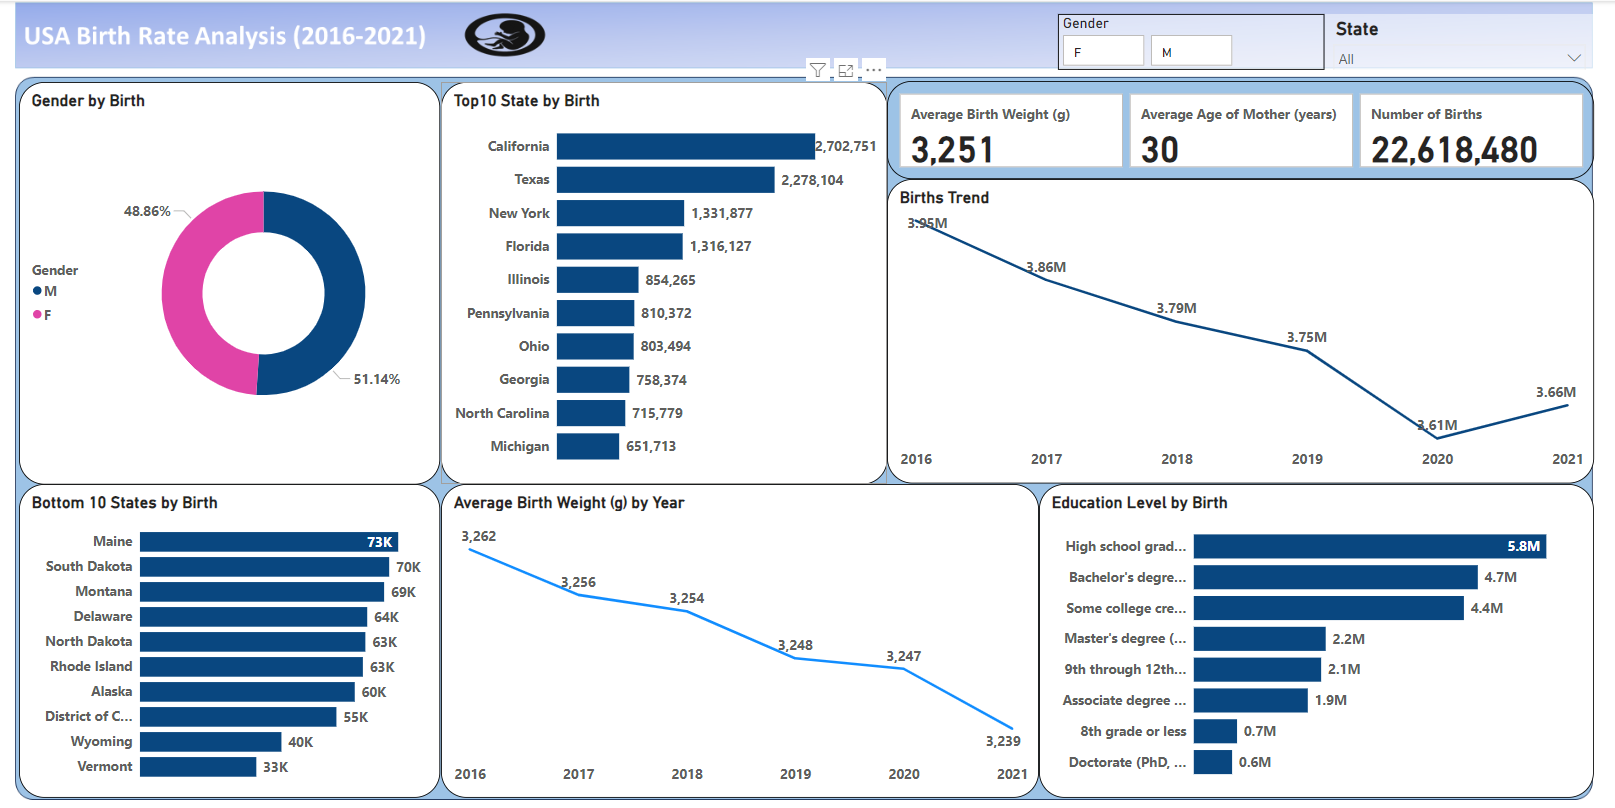 USA Birth Rate Analysis (2016-2021)
Gender
F
M
State
All
Gender by Birth
48.86%
Gender
M
F
51.14%
Top10 State by Birth
California 2,702,751
Texas 2,278,104
New York 1,331,877
Florida 1,316,127
Illinois 854,265
Pennsylvania 810,372
Ohio 803,494
Georgia 758,374
North Carolina 715,779
Michigan 651,713
Average Birth Weight (g)
3,251
Average Age of Mother (years)
30
Number of Births
22,618,480
Births Trend
3.95M
3.86M
3.79M
3.75M
3.61M
3.66M
2016 2017 2018 2019 2020 2021
Bottom 10 States by Birth
Maine 73K
South Dakota 70K
Montana 69K
Delaware 64K
North Dakota 63K
Rhode Island 63K
Alaska 60K
District of C... 55K
Wyoming 40K
Vermont 33K
Average Birth Weight (g) by Year
3,262
3,256
3,254
3,248
3,247
3,239
2016 2017 2018 2019 2020 2021
Education Level by Birth
High school grad... 5.8M
Bachelor's degre... 4.7M
Some college cre... 4.4M
Master's degree (... 2.2M
9th through 12th... 2.1M
Associate degree ... 1.9M
8th grade or less 0.7M
Doctorate (PhD, ... 0.6M